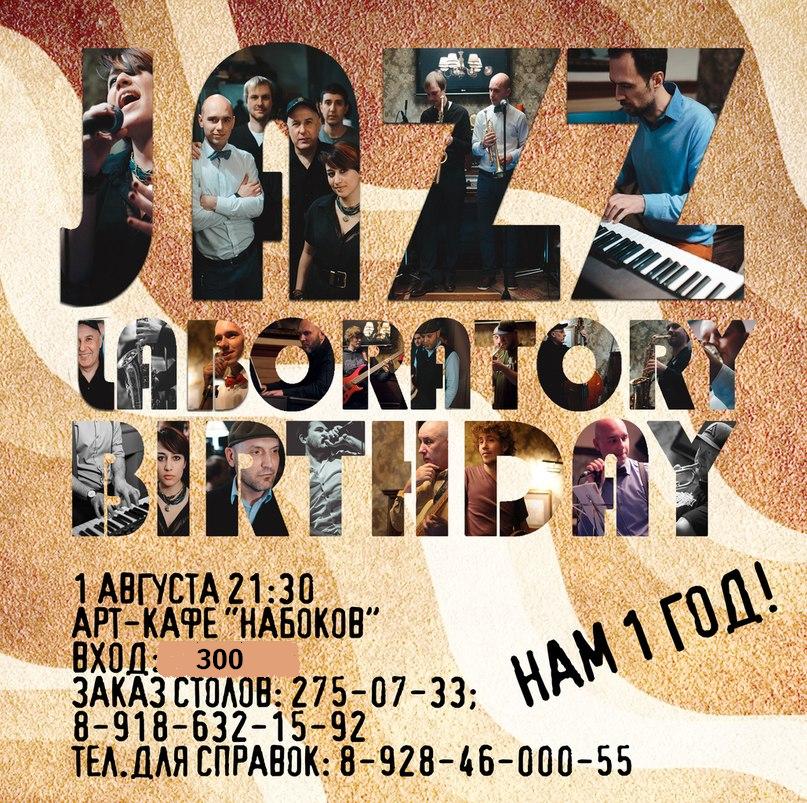 JAZZ
LABORATORY
BIRTHDAY
1 АВГУСТА 21:30
АРТ-КАФЕ "НАБОКОВ"
ВХОД: 300
ЗАКАЗ СТОЛОВ: 275-07-33;
8-918-632-15-92
ТЕЛ.ДЛЯ СПРАВОК: 8-928-46-000-55
НАМ 1 ГОД!